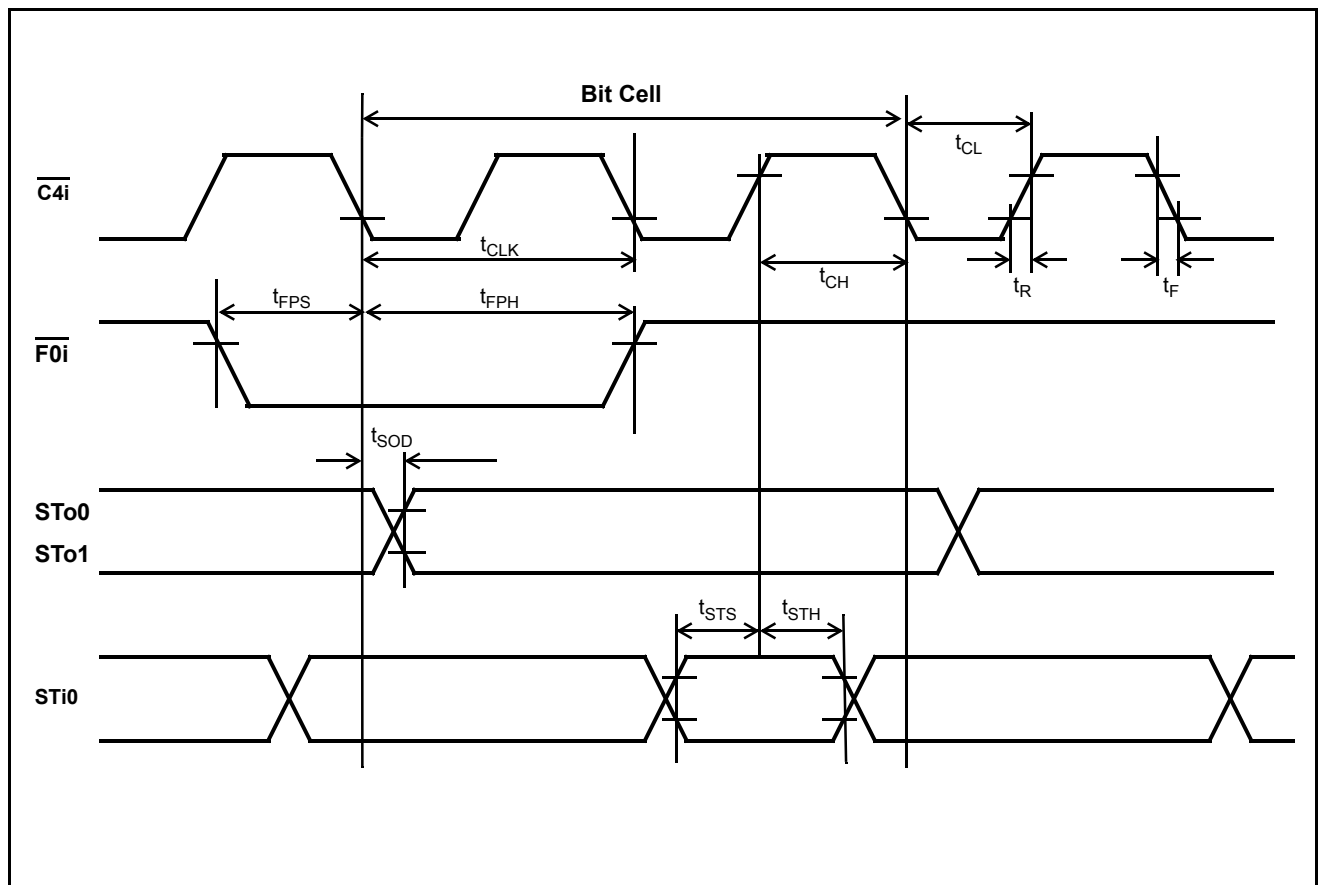 Bit Cell
tCL
C4i
tCLK
tCH
tR
tF
tFPS
tFPH
F0i
tSOD
STo0
STo1
tSTS
tSTH
STi0